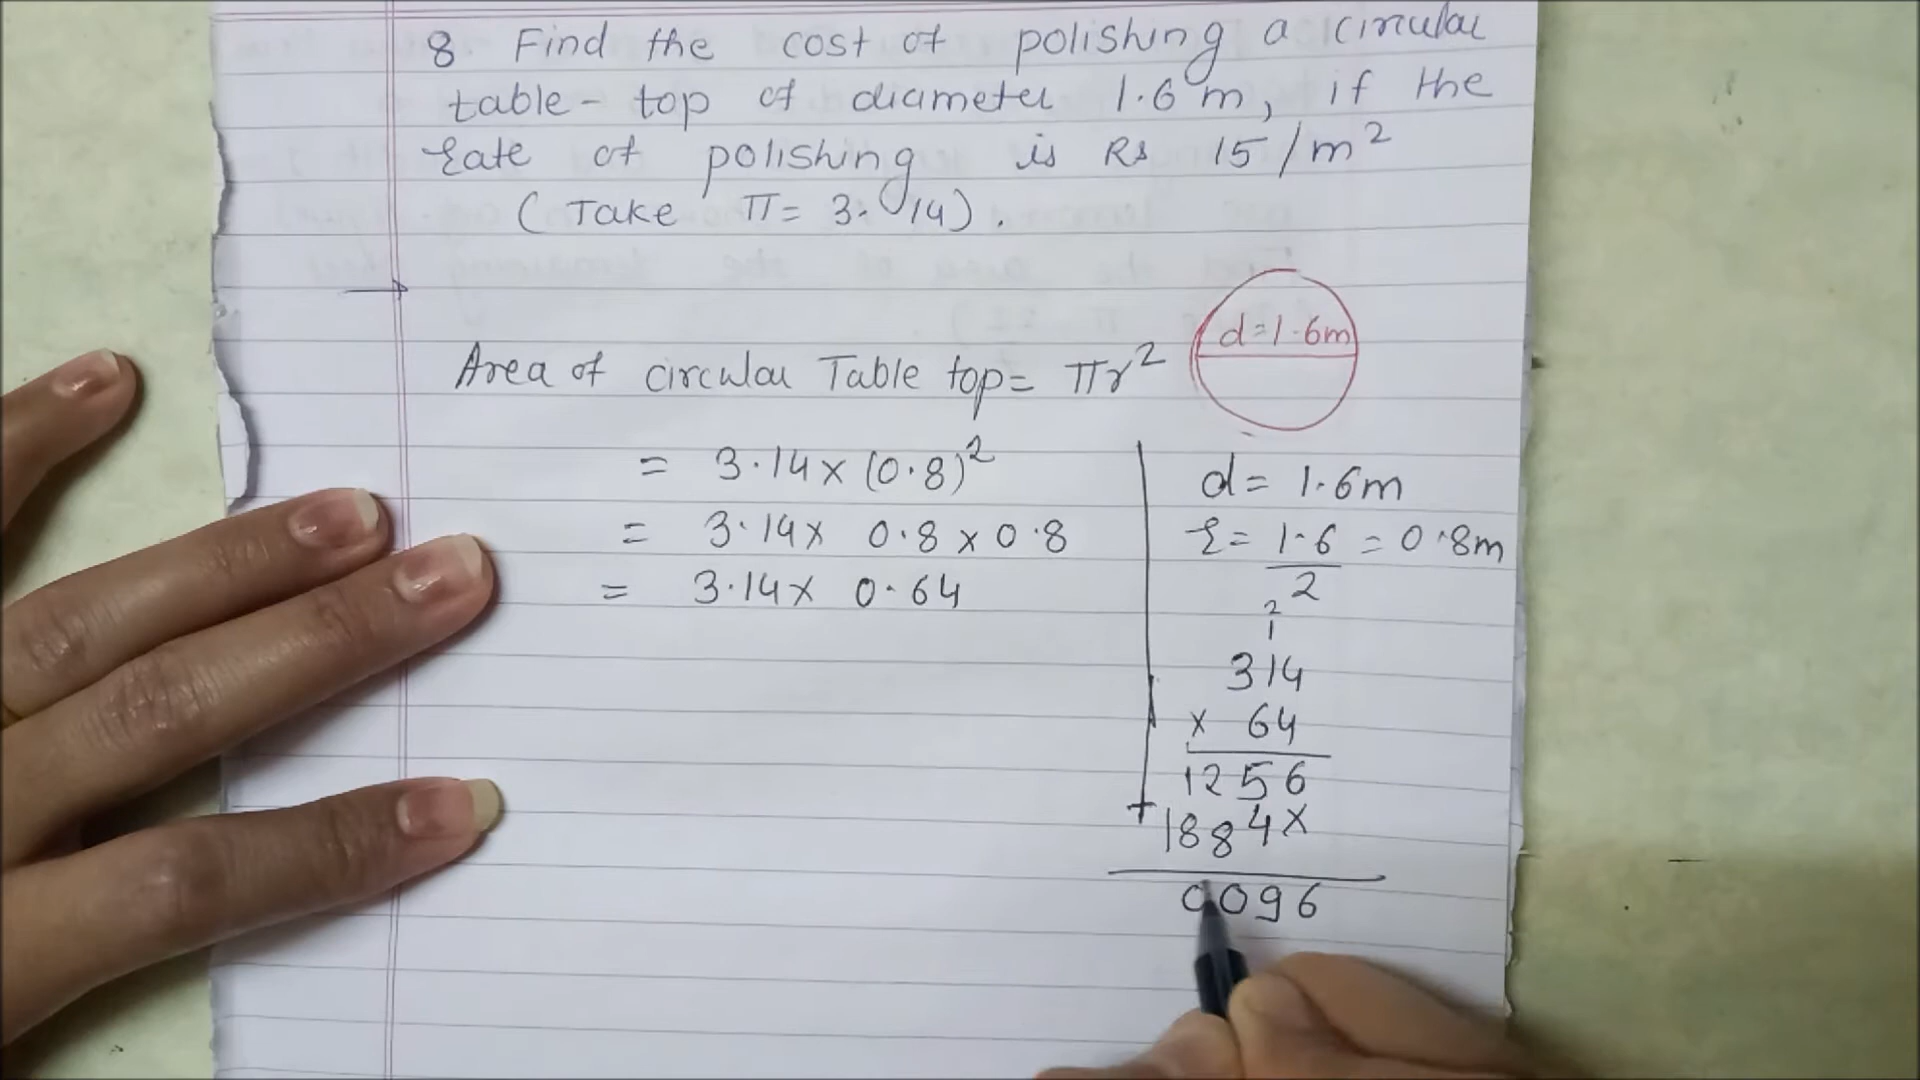 8 Find the cost of polishing a circular
table-top of diameter 1.6 m, if the
rate of polishing is Rs 15/m²
(Take π = 3.14).
d=1.6m
Area of circular Table top = πr²
= 3.14 × (0.8)²
= 3.14 × 0.8 × 0.8
= 3.14 × 0.64
d = 1.6m
r = 1.6 = 0.8m
2
2
1
314
× 64
1256
+ 1884×
0096